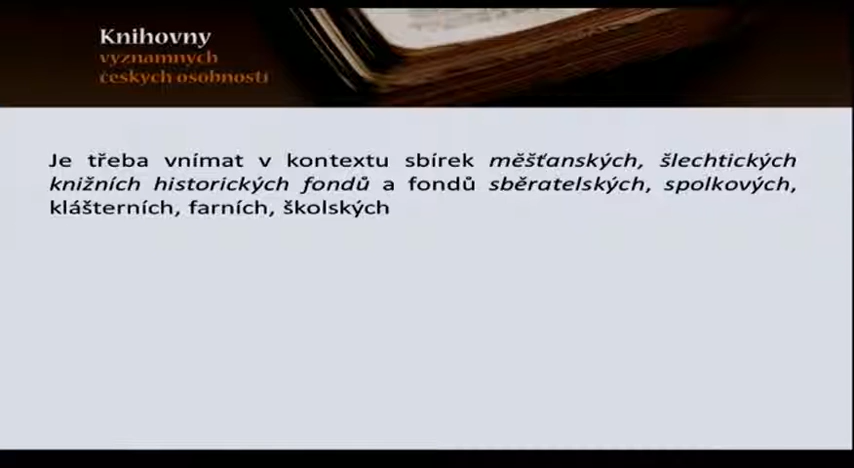 Knihovny
významných
českých osobností
Je třeba vnímat v kontextu sbírek měšťanských, šlechtických
knižních historických fondů a fondů sběratelských, spolkových,
klášterních, farních, školských